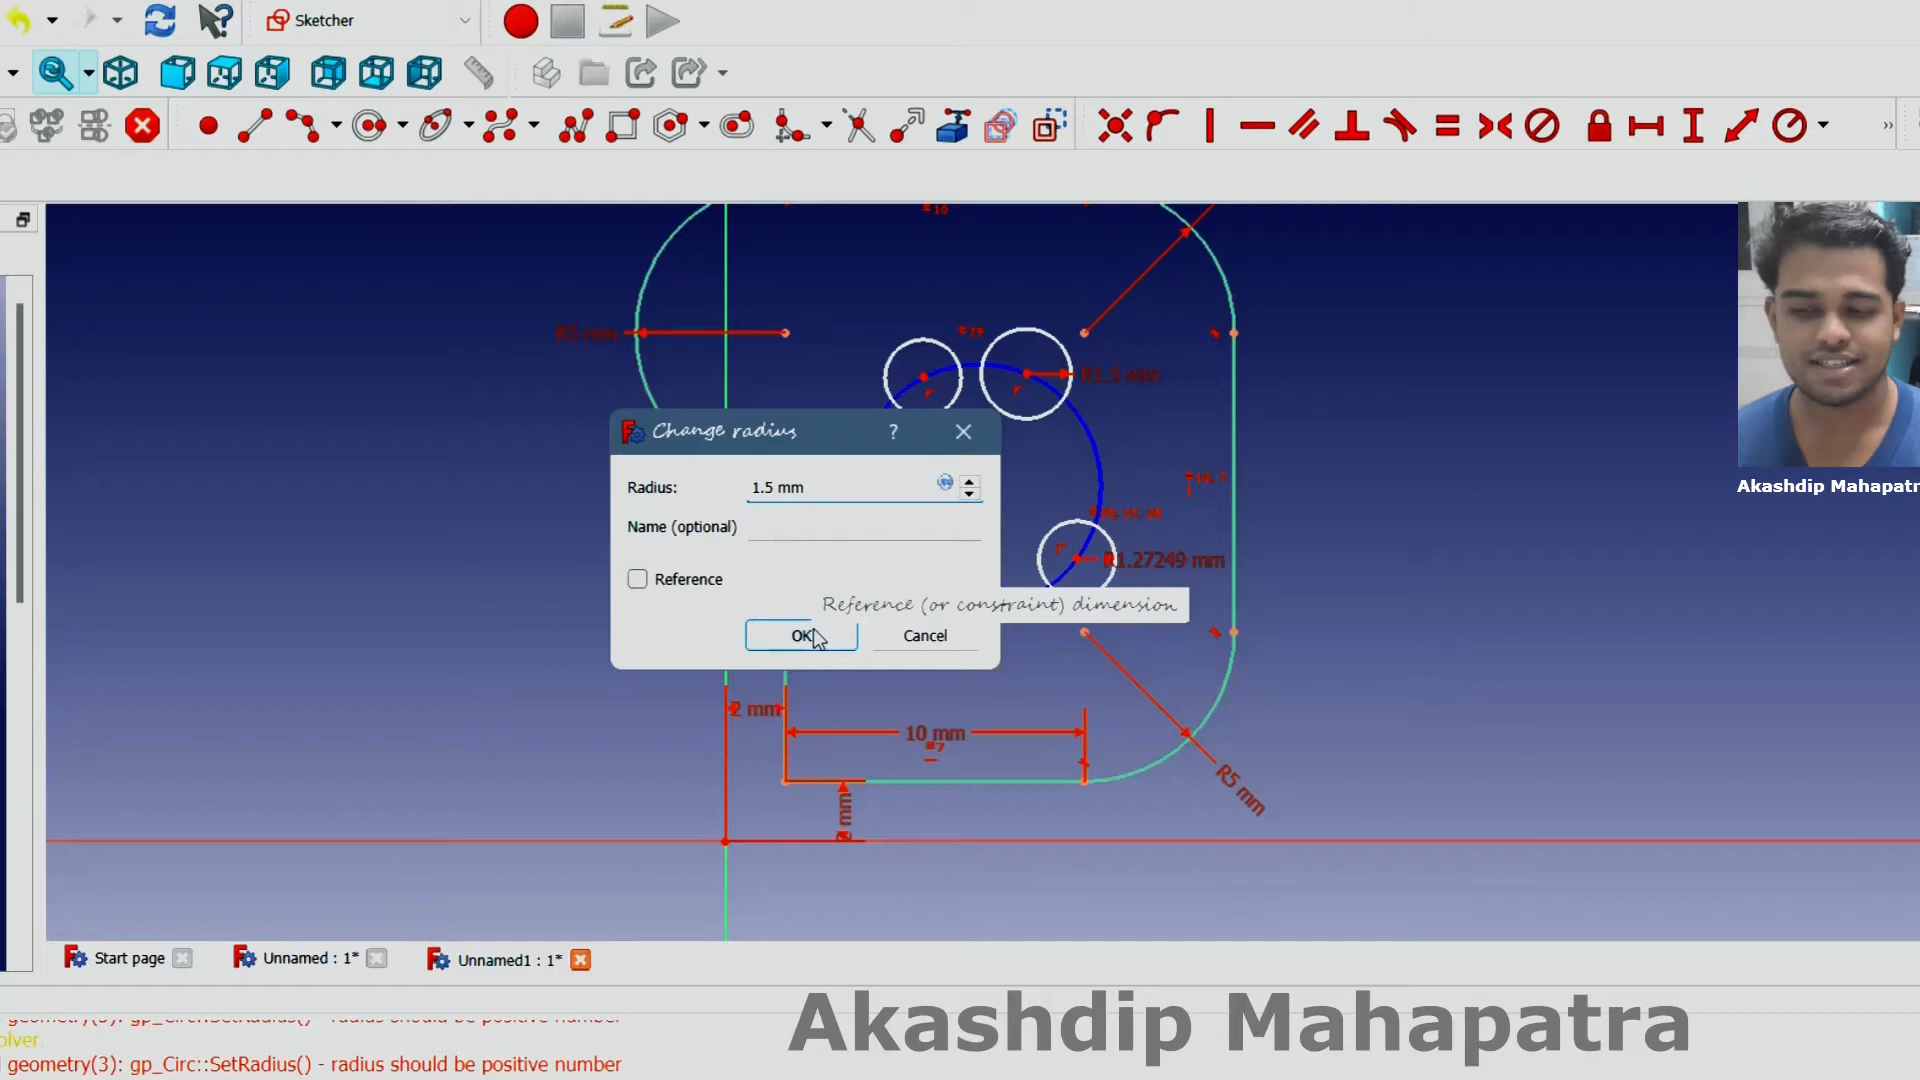 Sketcher
R5 mm
R1.5 mm
R1.27249 mm
Change radius
?
Radius:
1.5 mm
Name (optional)
Reference
Reference (or constraint) dimension
OK
Cancel
2 mm
10 mm
R5 mm
Akashdip Mahapatr
Start page
Unnamed : 1*
Unnamed1 : 1*
Akashdip Mahapatra
olver.
geometry(3): gp_Circ::SetRadius() - radius should be positive number